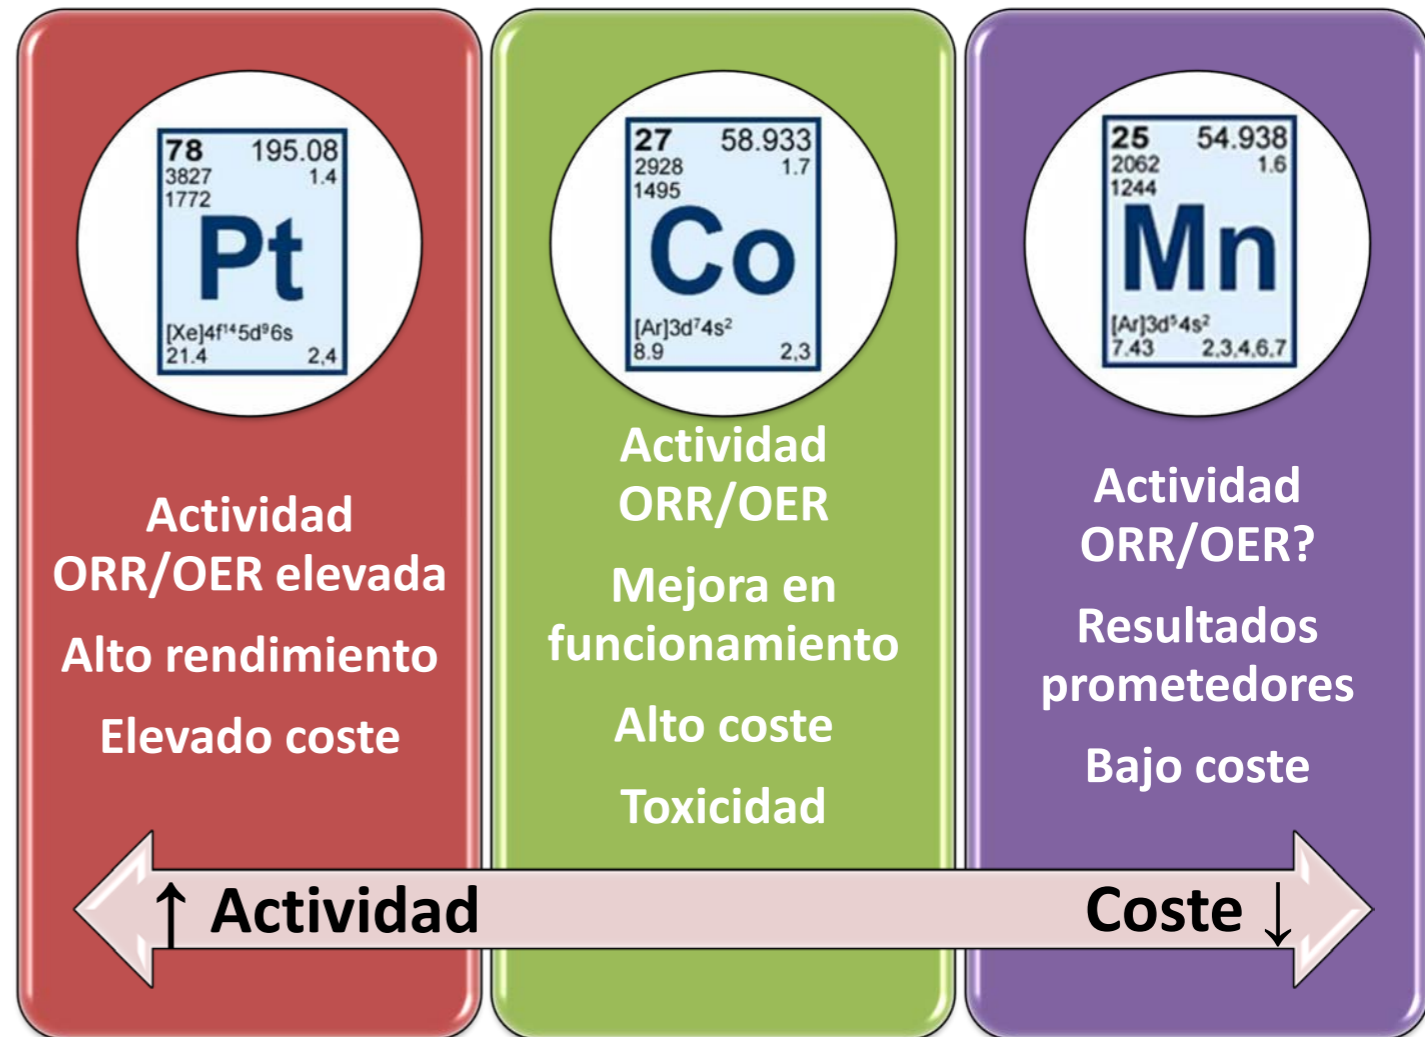 78 195.08
3827 1.4
1772
Pt
[Xe]4f¹⁴5d⁹6s
21.4 2,4
Actividad
ORR/OER elevada
Alto rendimiento
Elevado coste
27 58.933
2928 1.7
1495
Co
[Ar]3d⁷4s²
8.9 2,3
Actividad
ORR/OER
Mejora en
funcionamiento
Alto coste
Toxicidad
25 54.938
2062 1.6
1244
Mn
[Ar]3d⁵4s²
7.43 2,3,4,6,7
Actividad
ORR/OER?
Resultados
prometedores
Bajo coste
↑ Actividad
Coste ↓